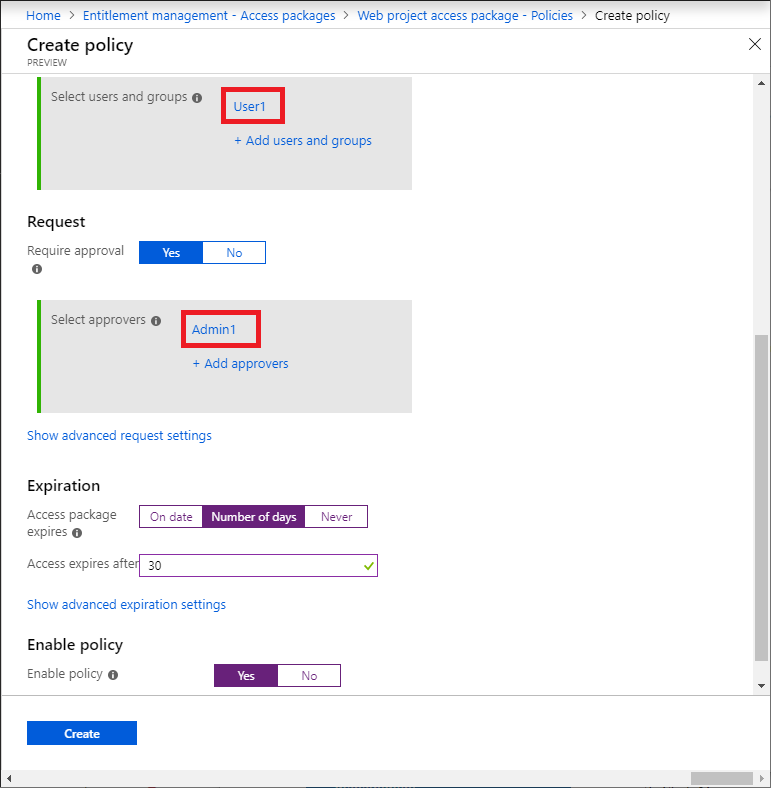 Home > Entitlement management - Access packages > Web project access package - Policies > Create policy
Create policy
PREVIEW
Select users and groups
User1
+ Add users and groups
Request
Require approval
Yes
No
Select approvers
Admin1
+ Add approvers
Show advanced request settings
Expiration
Access package
expires
On date
Number of days
Never
Access expires after
30
Show advanced expiration settings
Enable policy
Enable policy
Yes
No
Create